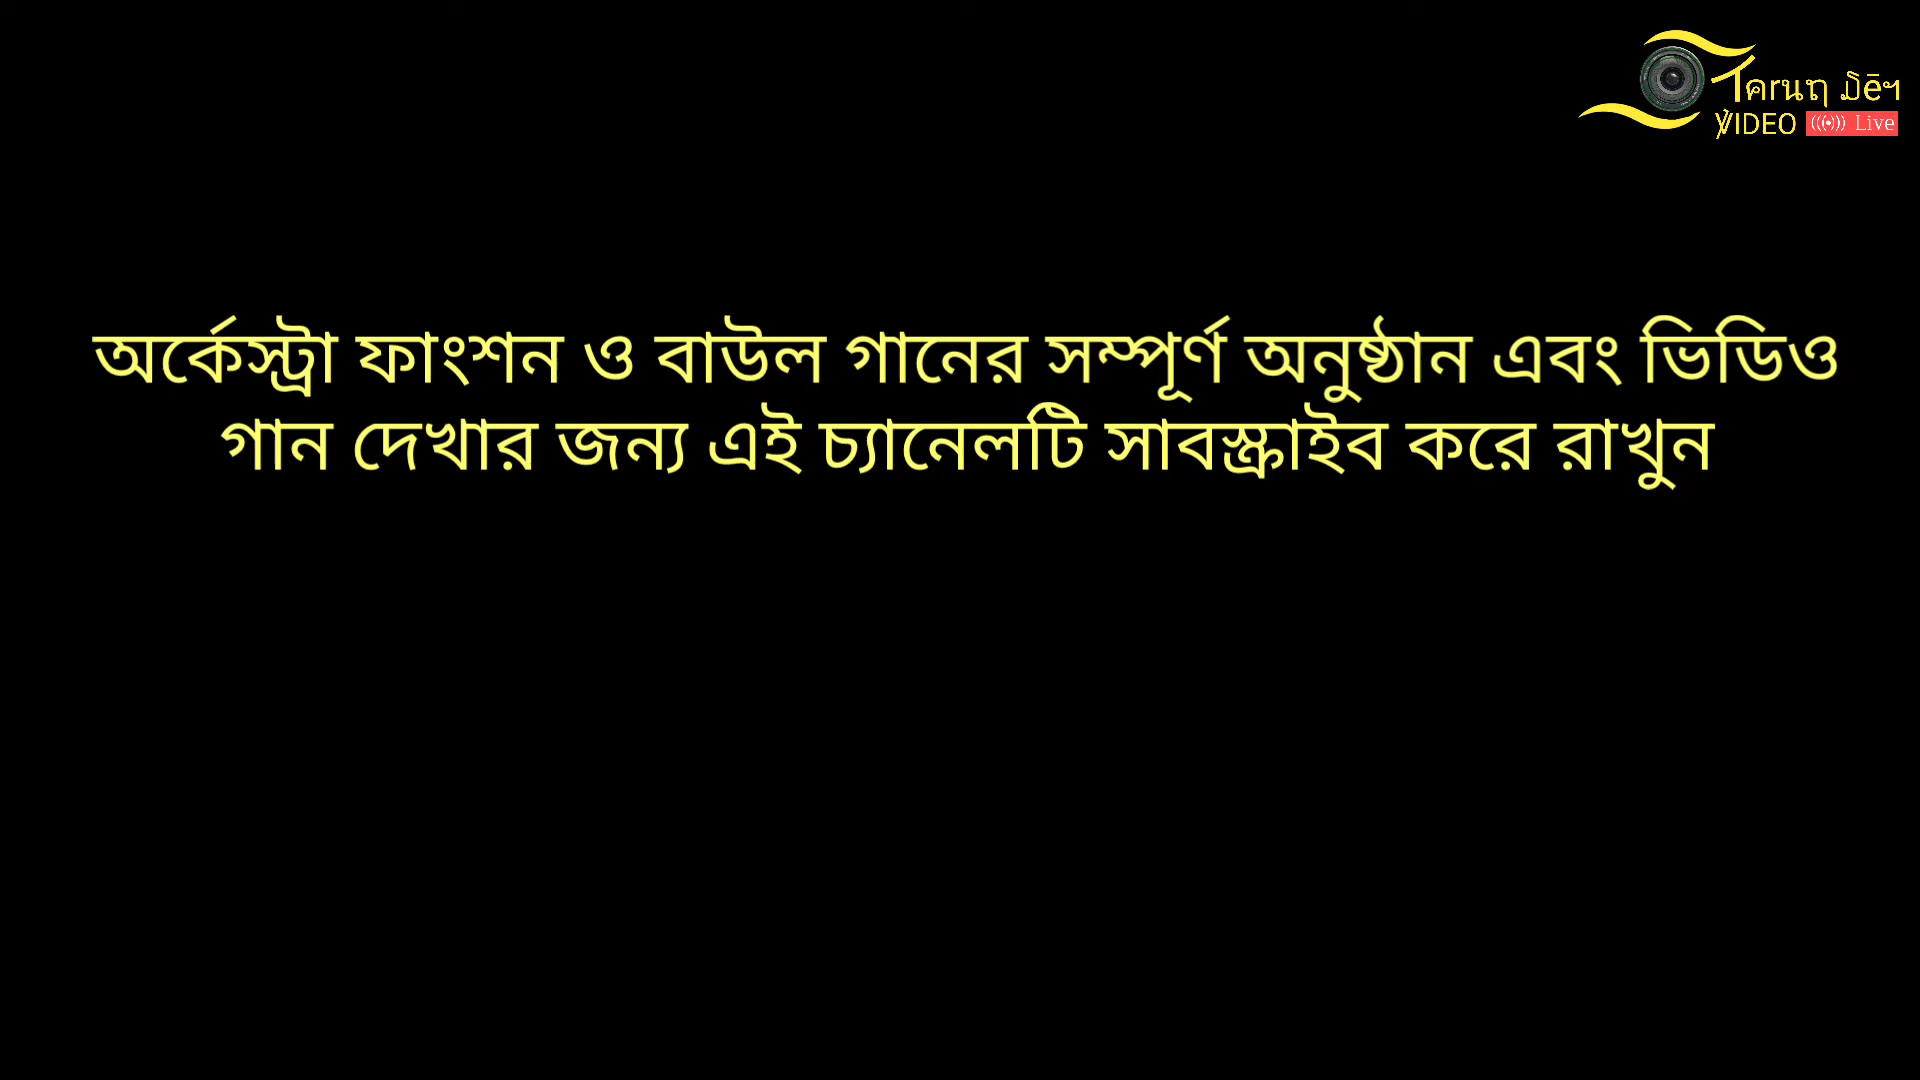 VIDEO Live
অর্কেস্ট্রা ফাংশন ও বাউল গানের সম্পূর্ণ অনুষ্ঠান এবং ভিডিও
গান দেখার জন্য এই চ্যানেলটি সাবস্ক্রাইব করে রাখুন